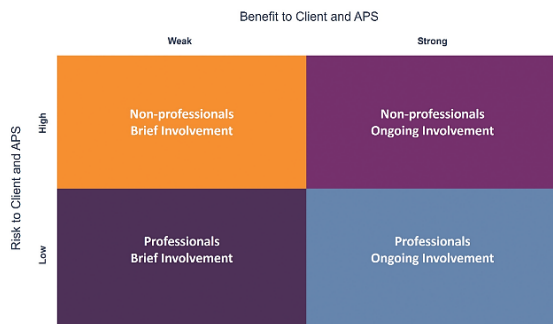 Benefit to Client and APS
Weak
Strong
Risk to Client and APS
High
Non-professionals
Brief Involvement
Non-professionals
Ongoing Involvement
Low
Professionals
Brief Involvement
Professionals
Ongoing Involvement